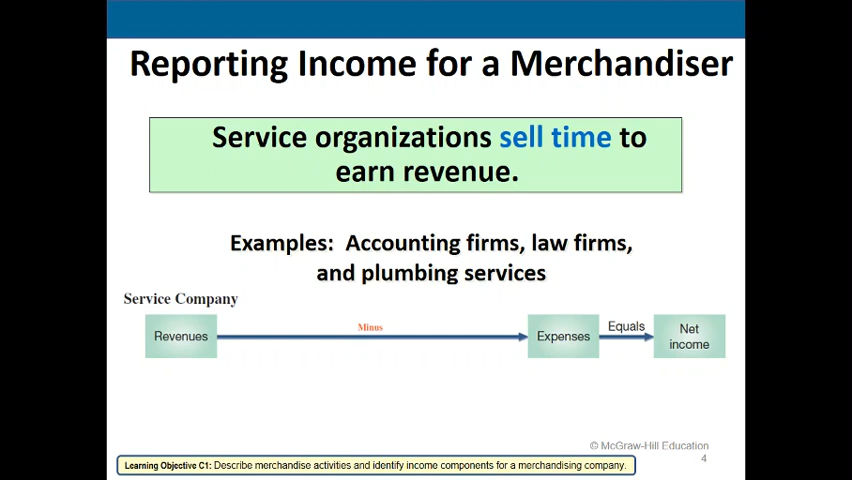 Reporting Income for a Merchandiser
Service organizations sell time to
earn revenue.
Examples: Accounting firms, law firms,
and plumbing services
Service Company
Revenues
Minus
Expenses
Equals
Net
income
© McGraw-Hill Education
4
Learning Objective C1: Describe merchandise activities and identify income components for a merchandising company.